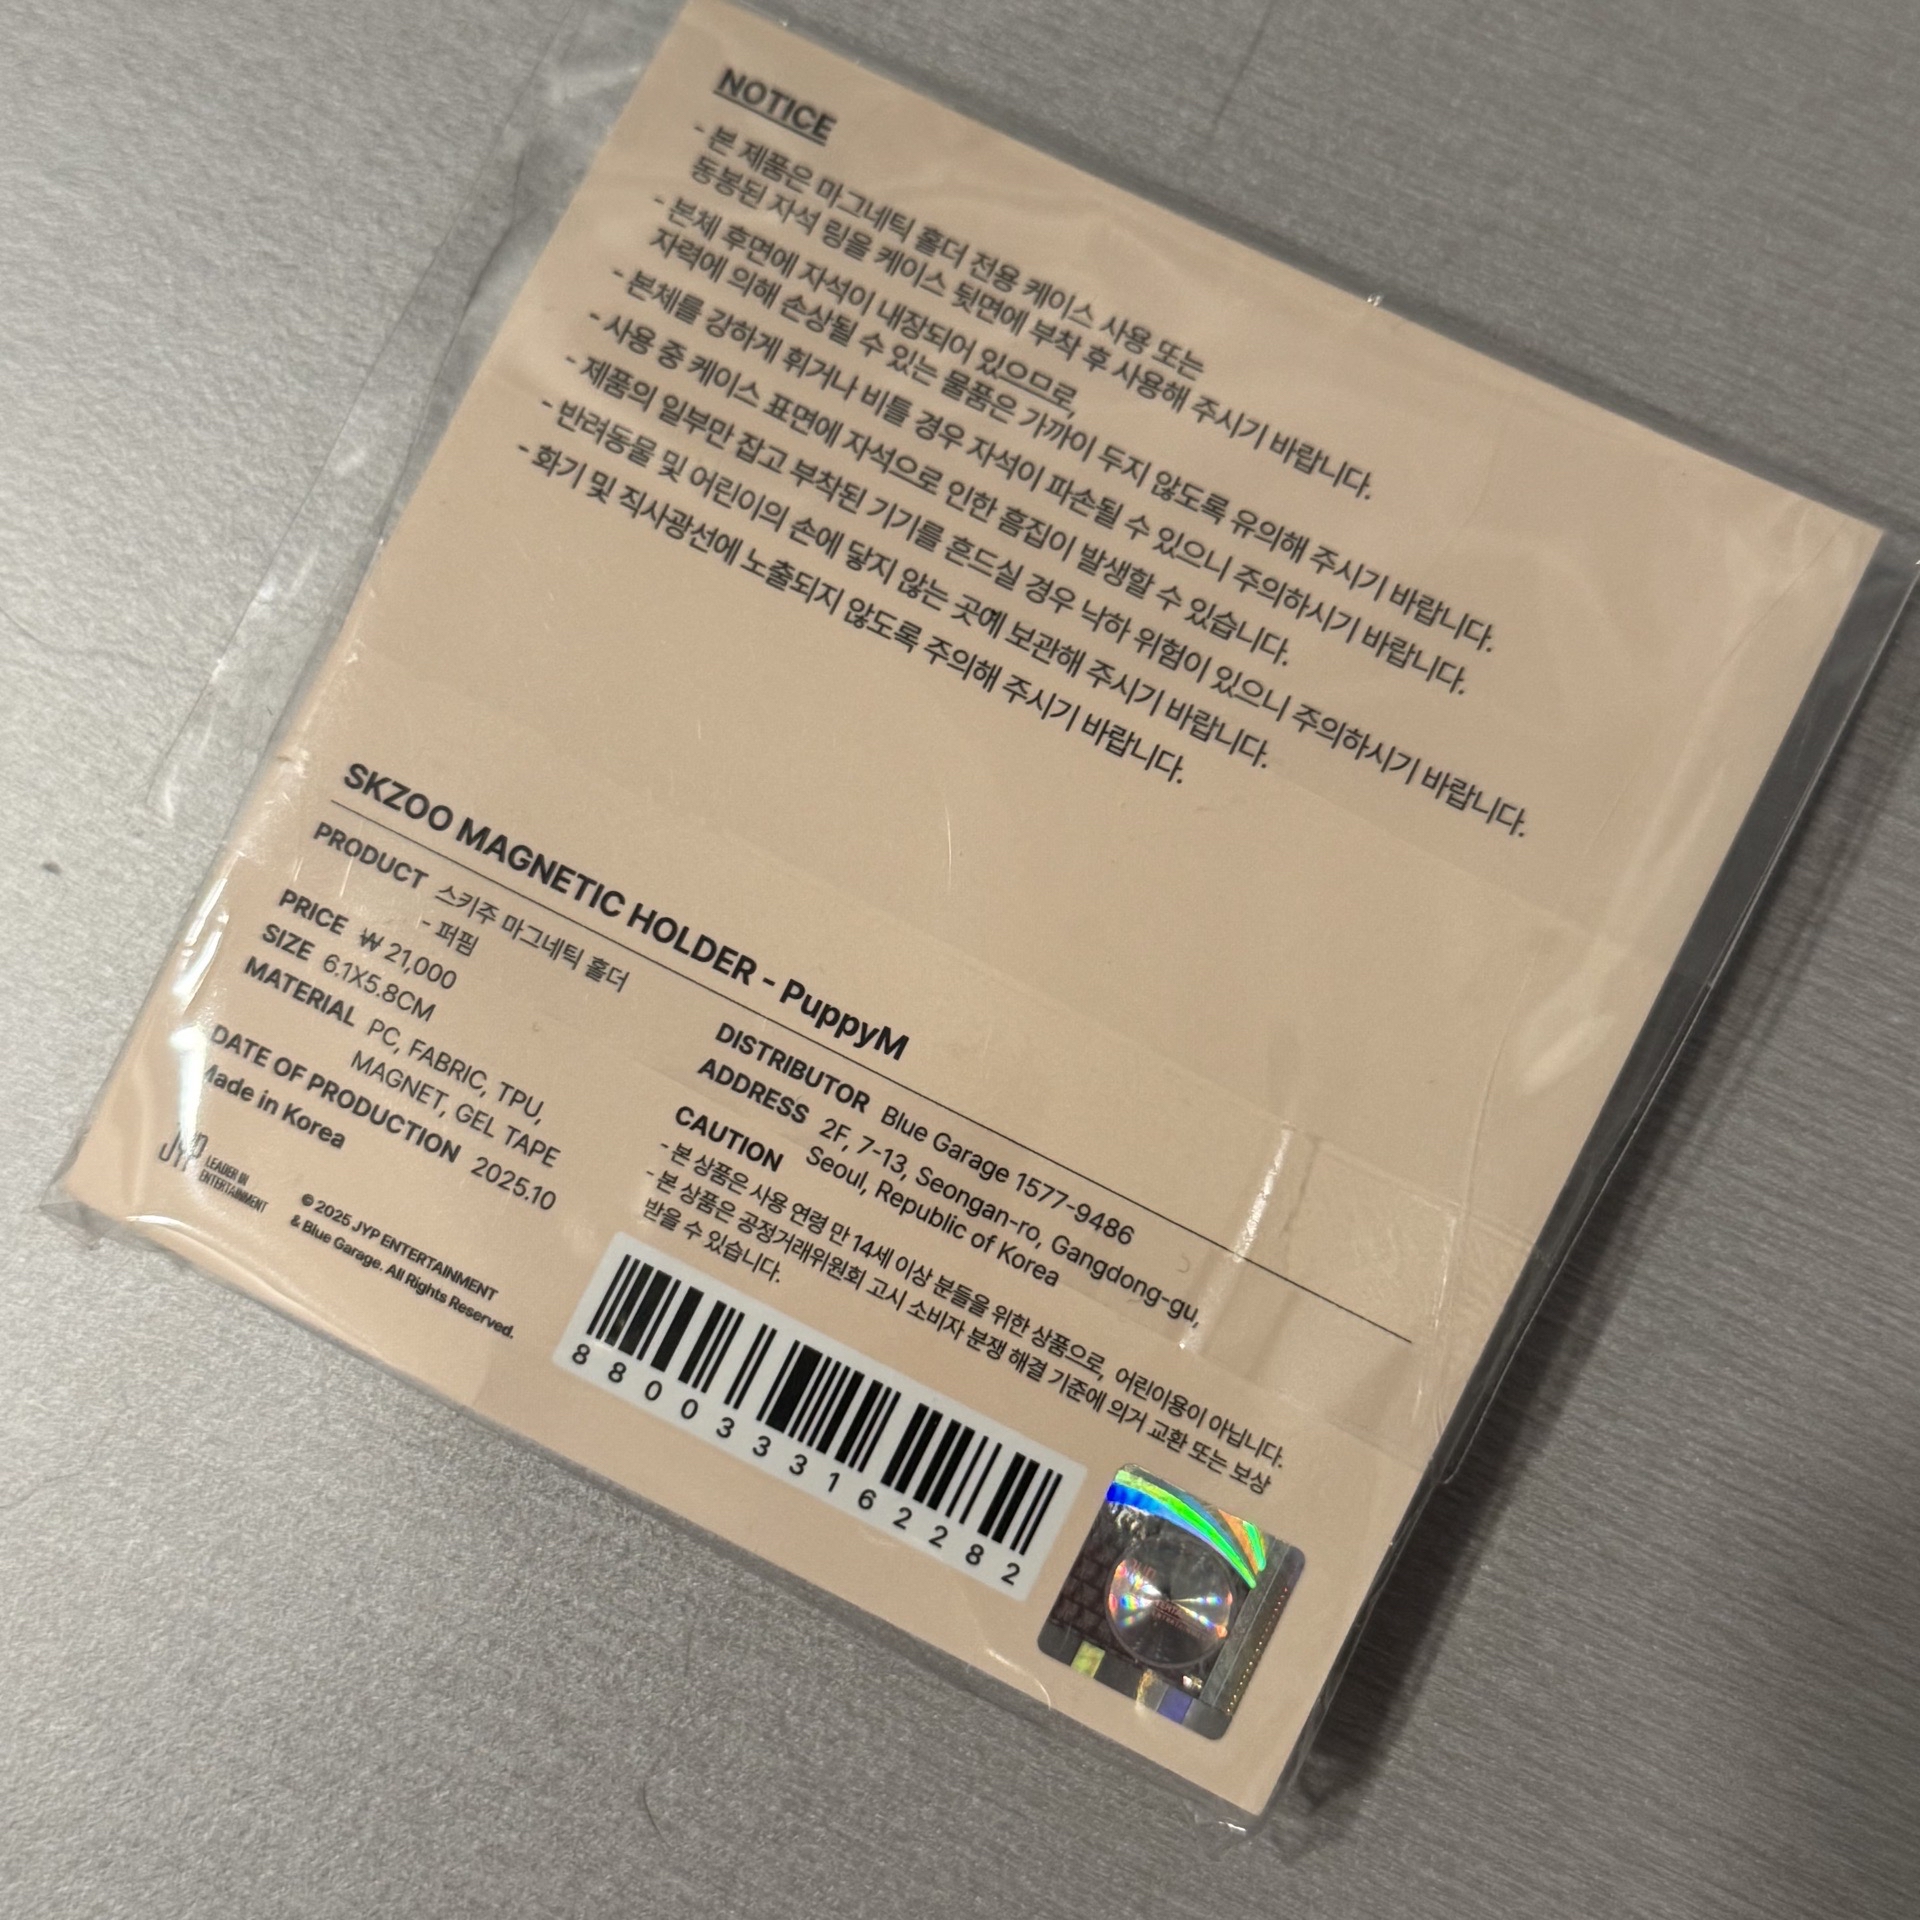 NOTICE
- 본 제품은 마그네틱 홀더 전용 케이스 사용 또는
동봉된 자석 링을 케이스 뒷면에 부착 후 사용해 주시기 바랍니다.
- 본체 후면에 자석이 내장되어 있으므로,
자력에 의해 손상될 수 있는 물품은 가까이 두지 않도록 유의해 주시기 바랍니다.
- 본체를 강하게 휘거나 비틀 경우 자석이 파손될 수 있으니 주의하시기 바랍니다.
- 사용 중 케이스 표면에 자석으로 인한 흠집이 발생할 수 있습니다.
- 제품의 일부만 잡고 부착된 기기를 흔드실 경우 낙하 위험이 있으니 주의하시기 바랍니다.
- 반려동물 및 어린이의 손에 닿지 않는 곳에 보관해 주시기 바랍니다.
- 화기 및 직사광선에 노출되지 않도록 주의해 주시기 바랍니다.
SKZOO MAGNETIC HOLDER - PuppyM
PRODUCT 스키주 마그네틱 홀더
- 퍼핌
PRICE ₩ 21,000
SIZE 6.1X5.8CM
MATERIAL PC, FABRIC, TPU,
MAGNET, GEL TAPE
DATE OF PRODUCTION 2025.10
Made in Korea
JYP LEADER IN
ENTERTAINMENT
© 2025 JYP ENTERTAINMENT
& Blue Garage. All Rights Reserved.
DISTRIBUTOR Blue Garage 1577-9486
ADDRESS 2F, 7-13, Seongan-ro, Gangdong-gu,
Seoul, Republic of Korea
CAUTION
- 본 상품은 사용 연령 만 14세 이상 분들을 위한 상품으로, 어린이용이 아닙니다.
- 본 상품은 공정거래위원회 고시 소비자 분쟁 해결 기준에 의거 교환 또는 보상
받을 수 있습니다.
8800333162282